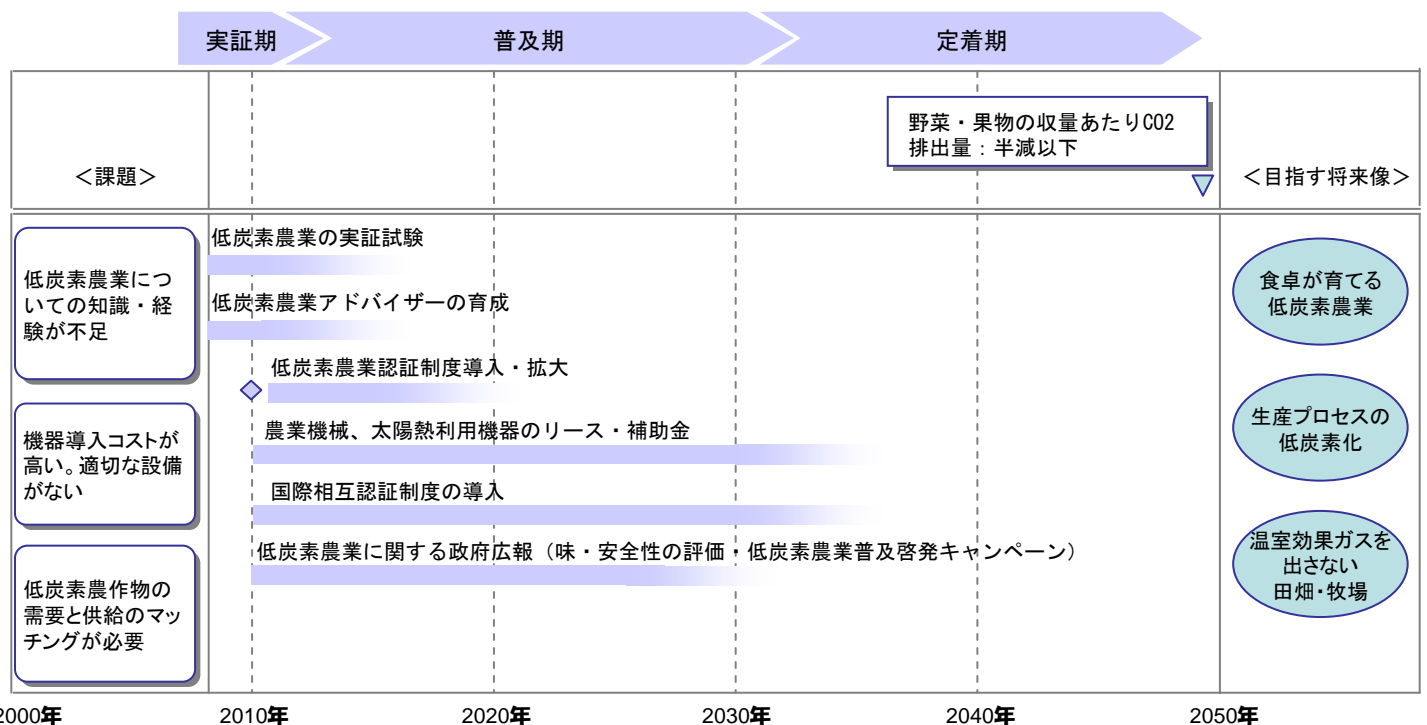 実証期
普及期
定着期
野菜・果物の収量あたりCO2
排出量：半減以下
＜課題＞
＜目指す将来像＞
低炭素農業につ
いての知識・経
験が不足
機器導入コストが
高い。適切な設備
がない
低炭素農作物の
需要と供給のマッ
チングが必要
低炭素農業の実証試験
低炭素農業アドバイザーの育成
低炭素農業認証制度導入・拡大
農業機械、太陽熱利用機器のリース・補助金
国際相互認証制度の導入
低炭素農業に関する政府広報（味・安全性の評価・低炭素農業普及啓発キャンペーン）
食卓が育てる
低炭素農業
生産プロセスの
低炭素化
温室効果ガスを
出さない
田畑・牧場
2000年
2010年
2020年
2030年
2040年
2050年